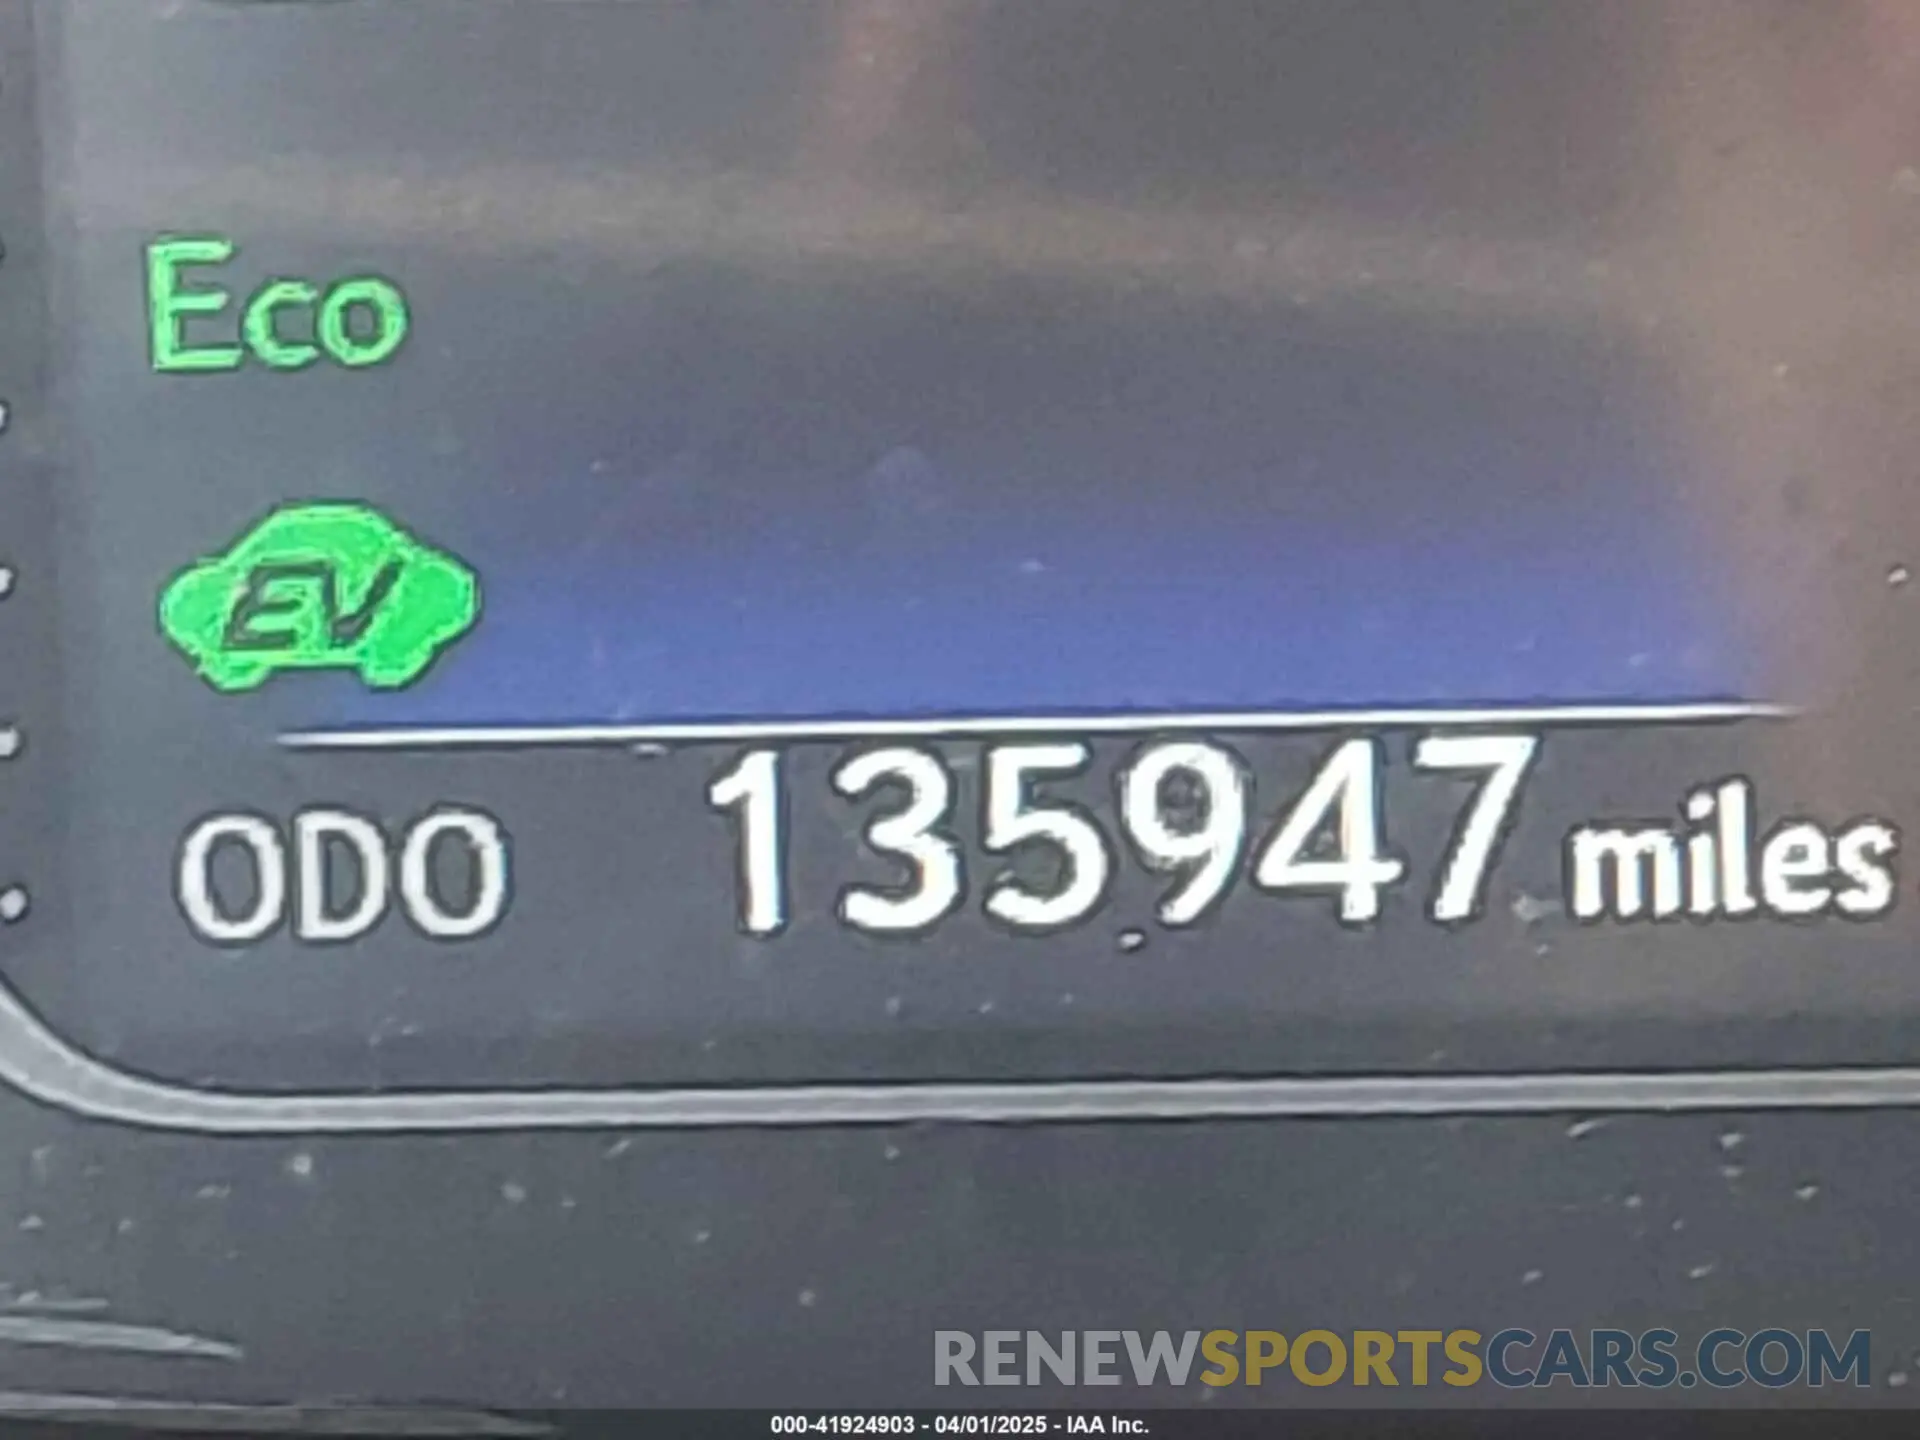 Eco
EV
ODO 135947 miles
RENEWSPORTSCARS.COM
000-41924903 - 04/01/2025 - IAA Inc.